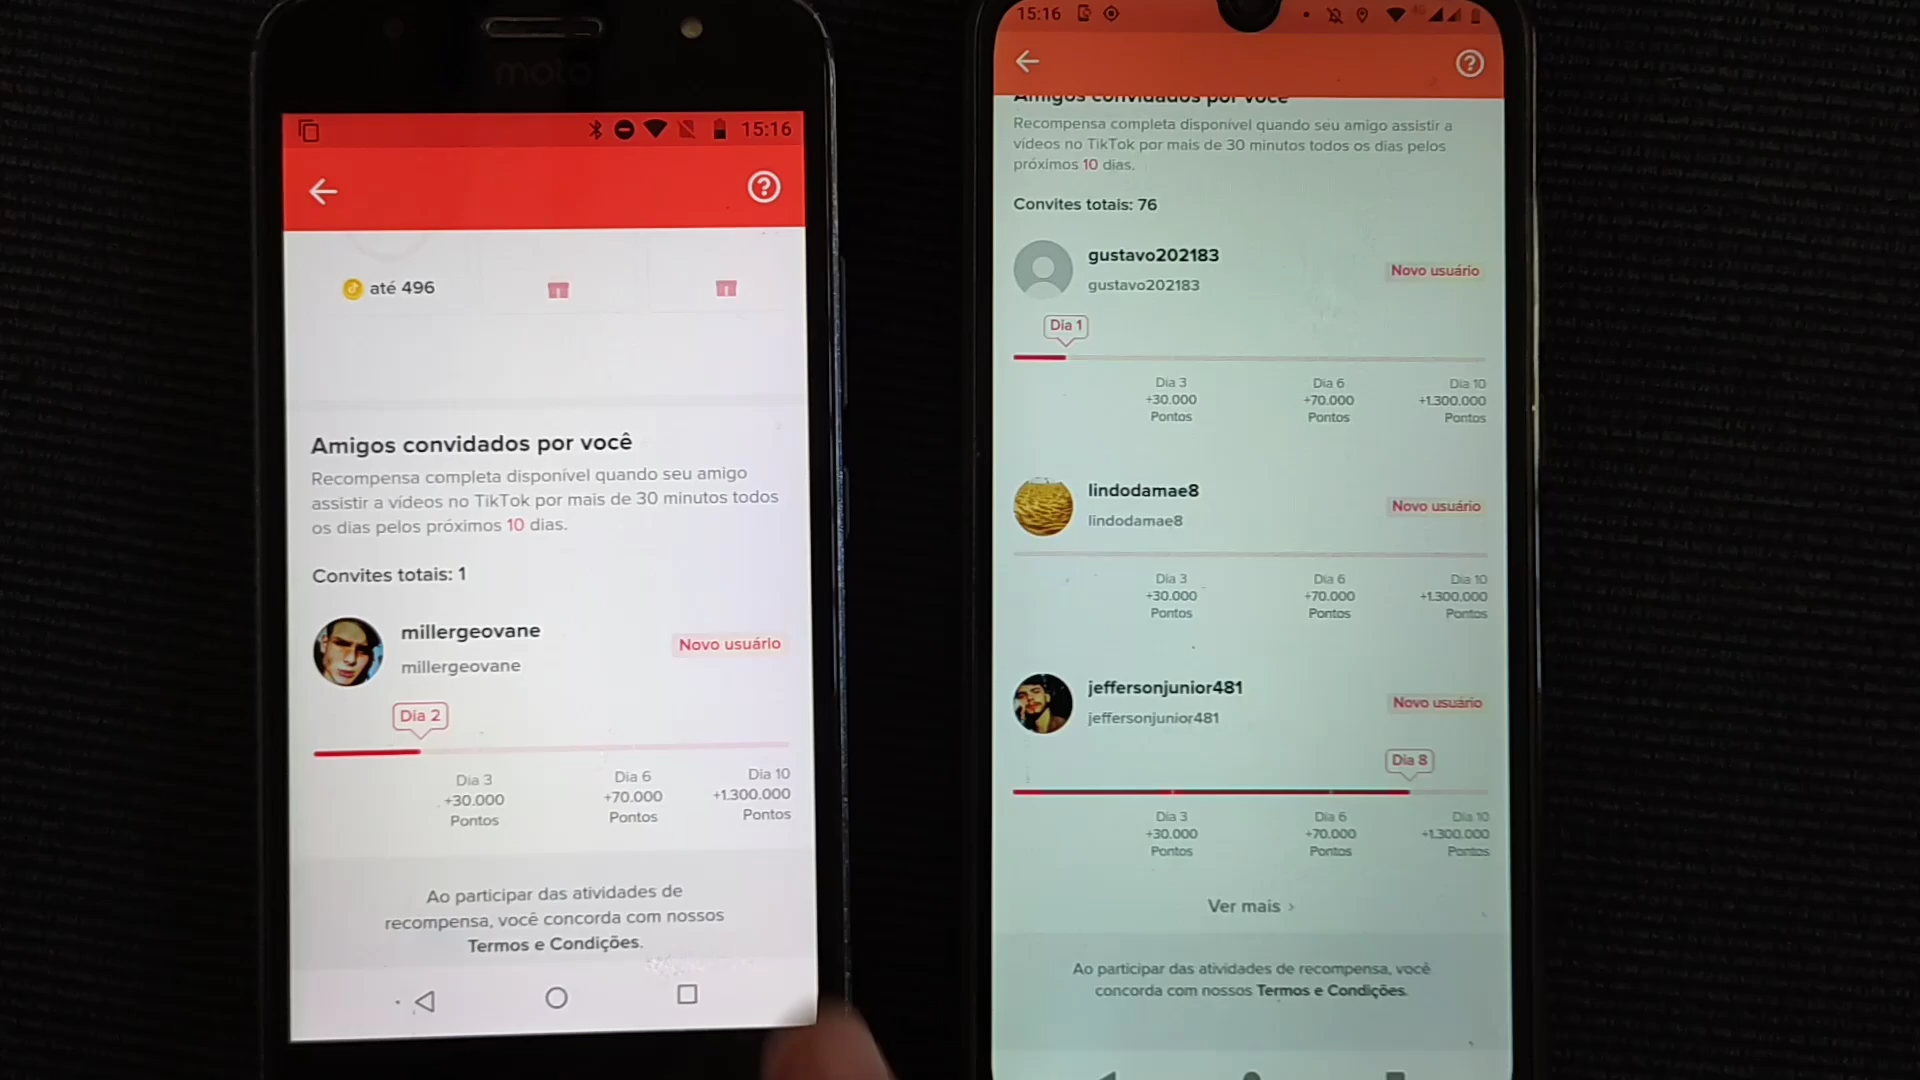 moto
15:16
até 496
Amigos convidados por você
Recompensa completa disponível quando seu amigo
assistir a vídeos no TikTok por mais de 30 minutos todos
os dias pelos próximos 10 dias.
Convites totais: 1
millergeovane
millergeovane
Novo usuário
Dia 2
Dia 3
+30.000
Pontos
Dia 6
+70.000
Pontos
Dia 10
+1.300.000
Pontos
Ao participar das atividades de
recompensa, você concorda com nossos
Termos e Condições.
15:16
4G
Amigos convidados por você
Recompensa completa disponível quando seu amigo assistir a
vídeos no TikTok por mais de 30 minutos todos os dias pelos
próximos 10 dias.
Convites totais: 76
gustavo202183
gustavo202183
Novo usuário
Dia 1
Dia 3
+30.000
Pontos
Dia 6
+70.000
Pontos
Dia 10
+1.300.000
Pontos
lindodamae8
lindodamae8
Novo usuário
Dia 3
+30.000
Pontos
Dia 6
+70.000
Pontos
Dia 10
+1.300.000
Pontos
jeffersonjunior481
jeffersonjunior481
Novo usuário
Dia 8
Dia 3
+30.000
Pontos
Dia 6
+70.000
Pontos
Dia 10
+1.300.000
Pontos
Ver mais >
Ao participar das atividades de recompensa, você
concorda com nossos Termos e Condições.